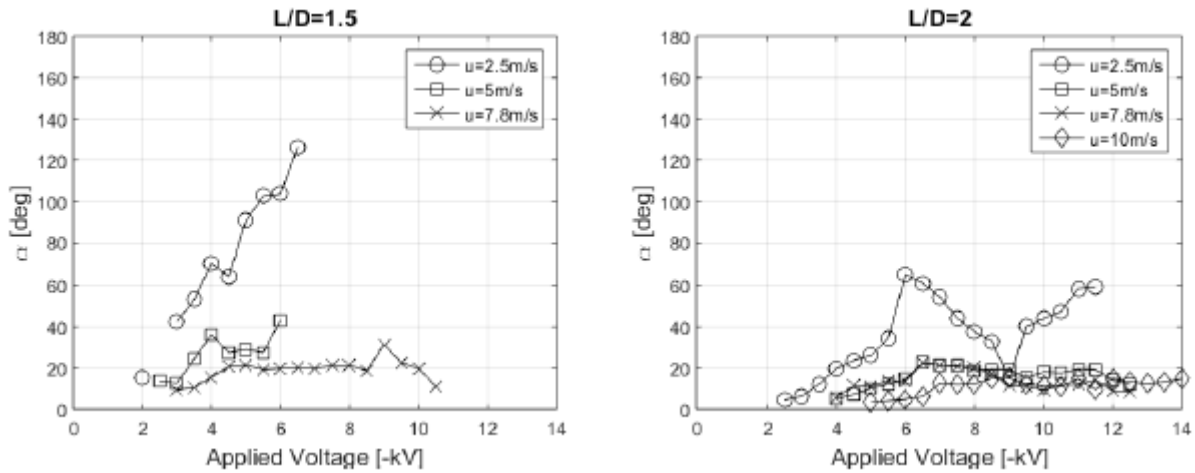 L/D=1.5
180
160
140
120
100
80
60
40
20
0
α [deg]
u=2.5m/s
u=5m/s
u=7.8m/s
0 2 4 6 8 10 12 14
Applied Voltage [-kV]
L/D=2
180
160
140
120
100
80
60
40
20
0
α [deg]
u=2.5m/s
u=5m/s
u=7.8m/s
u=10m/s
0 2 4 6 8 10 12 14
Applied Voltage [-kV]